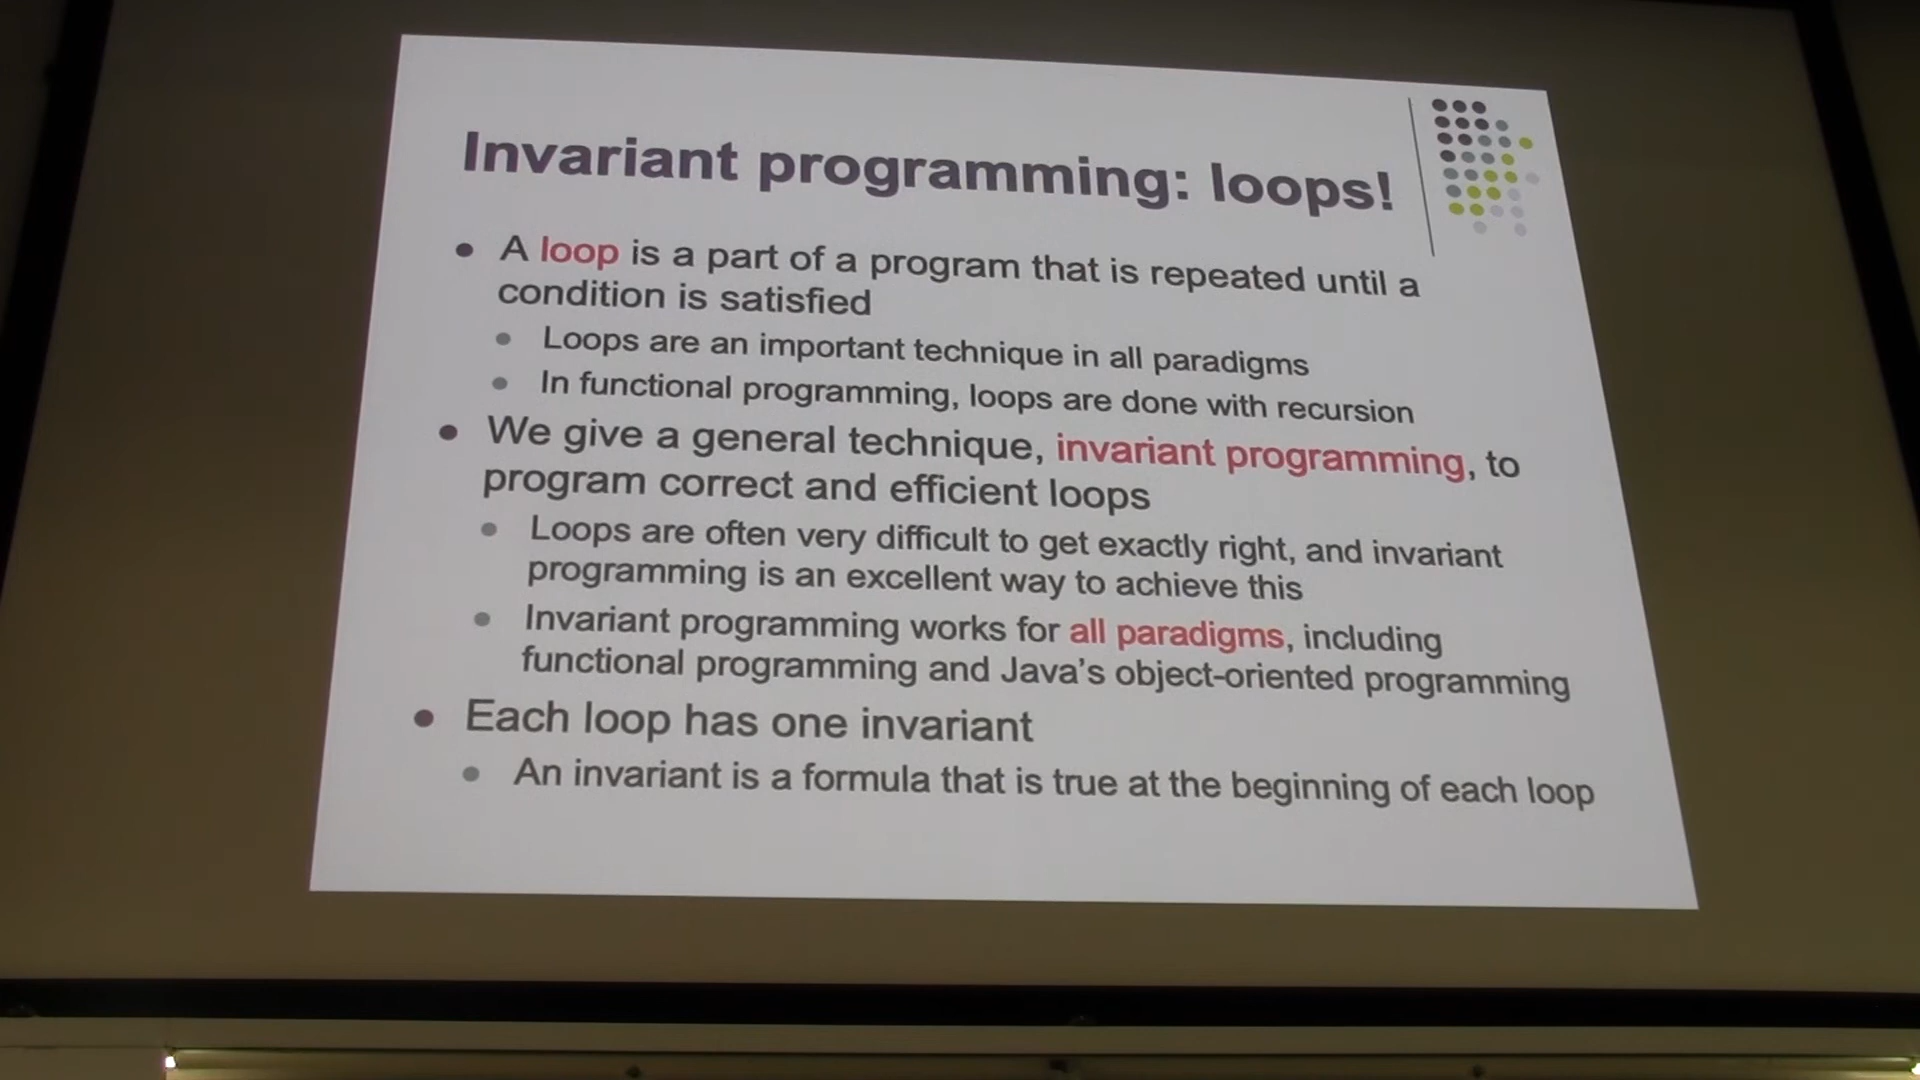 Invariant programming: loops!
A loop is a part of a program that is repeated until a
condition is satisfied
Loops are an important technique in all paradigms
In functional programming, loops are done with recursion
We give a general technique, invariant programming, to
program correct and efficient loops
Loops are often very difficult to get exactly right, and invariant
programming is an excellent way to achieve this
Invariant programming works for all paradigms, including
functional programming and Java's object-oriented programming
Each loop has one invariant
An invariant is a formula that is true at the beginning of each loop